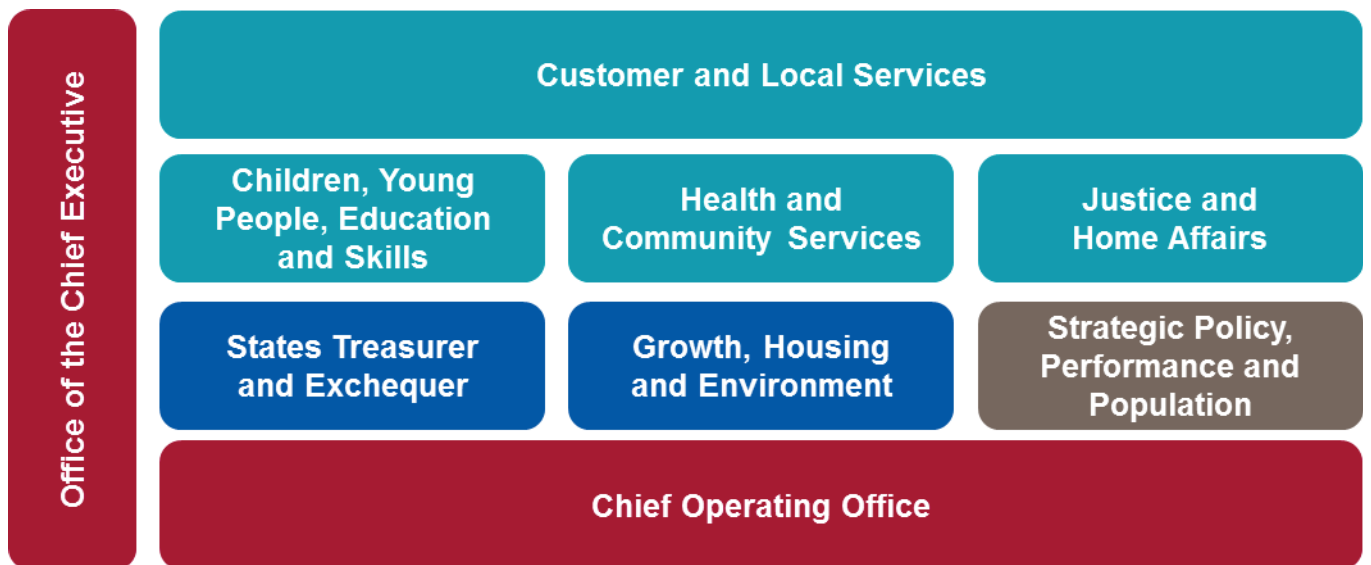 Office of the Chief Executive
Customer and Local Services
Children, Young
People, Education
and Skills
Health and
Community Services
Justice and
Home Affairs
States Treasurer
and Exchequer
Growth, Housing
and Environment
Strategic Policy,
Performance and
Population
Chief Operating Office